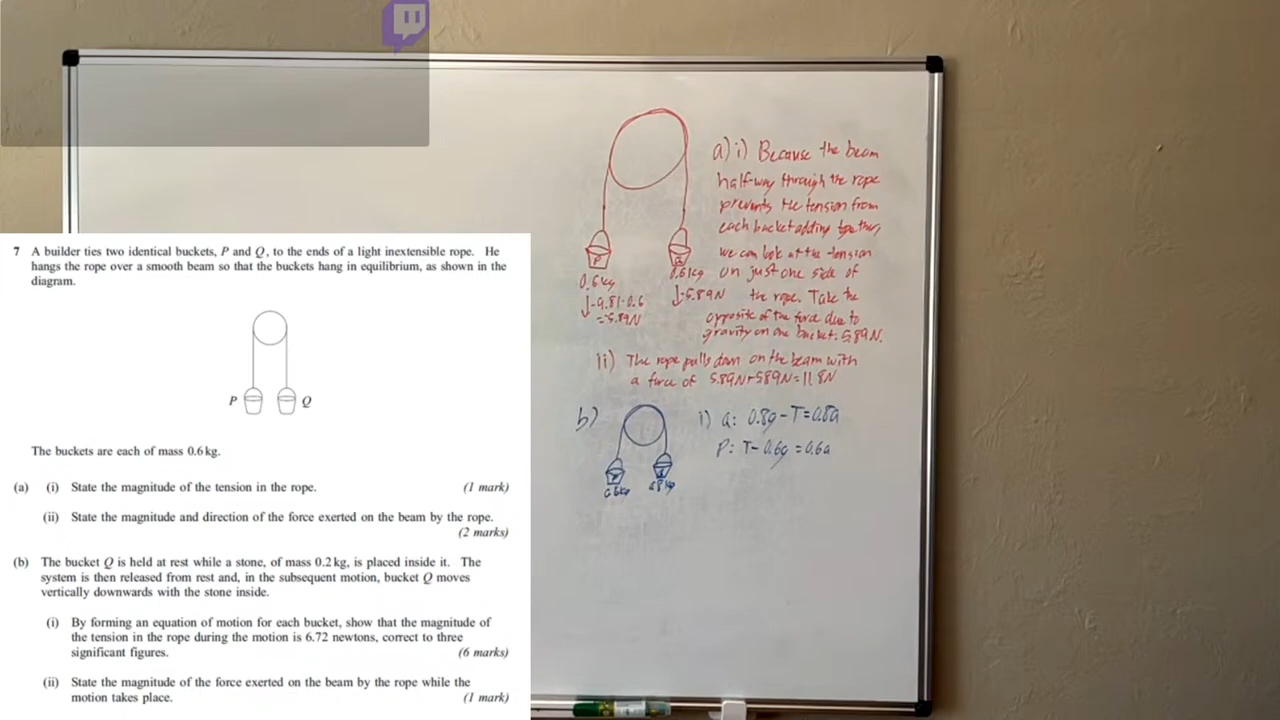 7 A builder ties two identical buckets, P and Q, to the ends of a light inextensible rope. He
hangs the rope over a smooth beam so that the buckets hang in equilibrium, as shown in the
diagram.
P
Q
The buckets are each of mass 0.6 kg.
(a) (i) State the magnitude of the tension in the rope. (1 mark)
(ii) State the magnitude and direction of the force exerted on the beam by the rope.
(2 marks)
(b) The bucket Q is held at rest while a stone, of mass 0.2 kg, is placed inside it. The
system is then released from rest and, in the subsequent motion, bucket Q moves
vertically downwards with the stone inside.
(i) By forming an equation of motion for each bucket, show that the magnitude of
the tension in the rope during the motion is 6.72 newtons, correct to three
significant figures. (6 marks)
(ii) State the magnitude of the force exerted on the beam by the rope while the
motion takes place. (1 mark)
P
Q
0.6kg
↓-9.81·0.6
=-5.89N
0.6kg
↓-5.89N
a) i) Because the beam
half-way through the rope
prevents the tension from
each bucket adding together,
we can look at the tension
on just one side of
the rope. Take the
opposite of the force due to
gravity on one bucket: 5.89N.
ii) The rope pulls down on the beam with
a force of 5.89N+5.89N=11.8N
b)
P
0.6kg
0.8kg
i) Q: 0.8g-T=0.8a
P: T-0.6g=0.6a